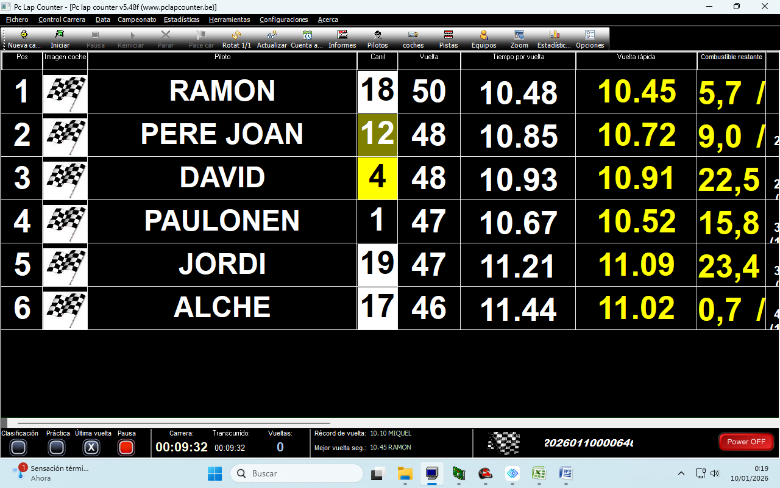 Pc Lap Counter - [Pc lap counter v5.48f (www.pclapcounter.be)]
Fichero Control Carrera Data Campeonato Estadísticas Herramientas Configuraciones Acerca
Nueva ca... Iniciar Pausa Reiniciar Parar Pace car Rotat 1/1 Actualizar Cuenta a... Informes Pilotos coches Pistas Equipos Zoom Estadístic... Opciones
Pos Imagen coche Piloto Carril Vuelta Tiempo por vuelta Vuelta rápida Combustible restante
1 RAMON 18 50 10.48 10.45 5,7 /
2 PERE JOAN 12 48 10.85 10.72 9,0 /
3 DAVID 4 48 10.93 10.91 22,5
4 PAULONEN 1 47 10.67 10.52 15,8
5 JORDI 19 47 11.21 11.09 23,4
6 ALCHE 17 46 11.44 11.02 0,7 /
Clasificación Práctica Última vuelta Pausa Carrera: Transcurrido: Vueltas: Récord de vuelta: 10.10 MIQUEL
X 00:09:32 00:09:32 0 Mejor vuelta seg.: 10.45 RAMON
Power OFF
1 Sensación térmi...
Ahora
Buscar
0:19
10/01/2026